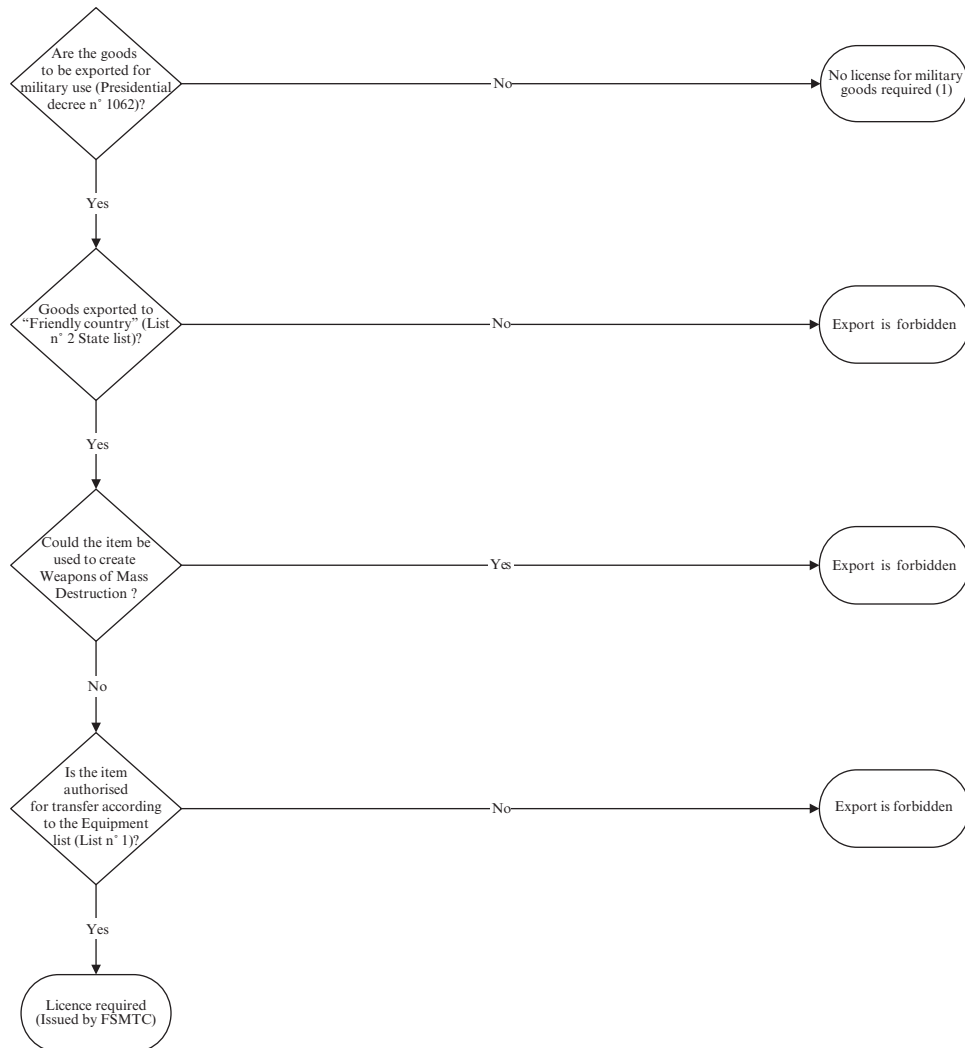 Are the goods
to be exported for
military use (Presidential
decree n° 1062)?
No
No license for military
goods required (1)
Yes
Goods exported to
“Friendly country” (List
n° 2 State list)?
No
Export is forbidden
Yes
Could the item be
used to create
Weapons of Mass
Destruction ?
Yes
Export is forbidden
No
Is the item
authorised
for transfer according
to the Equipment
list (List n° 1)?
No
Export is forbidden
Yes
Licence required
(Issued by FSMTC)